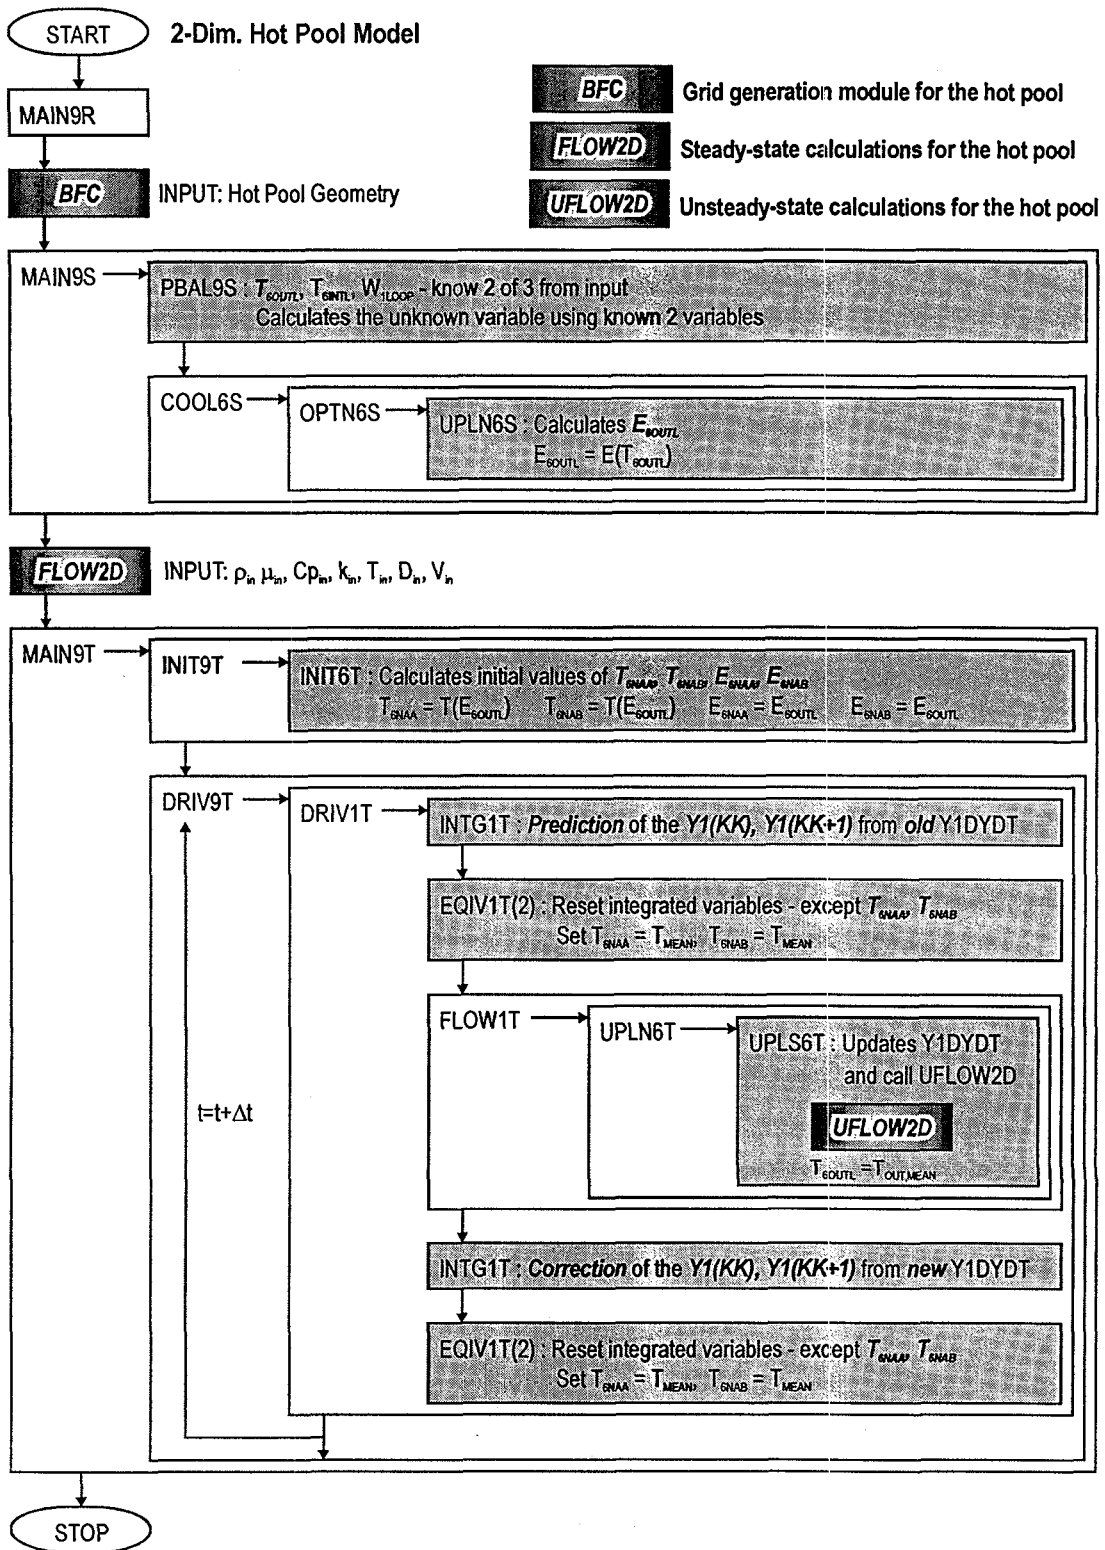 START
2-Dim. Hot Pool Model
BFC
Grid generation module for the hot pool
FLOW2D
Steady-state calculations for the hot pool
UFLOW2D
Unsteady-state calculations for the hot pool
MAIN9R
BFC
INPUT: Hot Pool Geometry
MAIN9S
PBAL9S : T6OUTL, T6INTL, W1LOOP - know 2 of 3 from input
Calculates the unknown variable using known 2 variables
COOL6S
OPTN6S
UPLN6S : Calculates E6OUTL
E6OUTL = E(T6OUTL)
FLOW2D
INPUT: ρin μin, Cpin, kin, Tin, Din, Vin
MAIN9T
INIT9T
INIT6T : Calculates initial values of T6NAA, T6NAB, E6NAA, E6NAB
T6NAA = T(E6OUTL) T6NAB = T(E6OUTL) E6NAA = E6OUTL E6NAB = E6OUTL
DRIV9T
DRIV1T
INTG1T : Prediction of the Y1(KK), Y1(KK+1) from old Y1DYDT
EQIV1T(2) : Reset integrated variables - except T6NAA, T6NAB
Set T6NAA = TMEAN, T6NAB = TMEAN
FLOW1T
UPLN6T
UPLS6T : Updates Y1DYDT
and call UFLOW2D
UFLOW2D
T6OUTL =TOUT,MEAN
t=t+Δt
INTG1T : Correction of the Y1(KK), Y1(KK+1) from new Y1DYDT
EQIV1T(2) : Reset integrated variables - except T6NAA, T6NAB
Set T6NAA = TMEAN, T6NAB = TMEAN
STOP